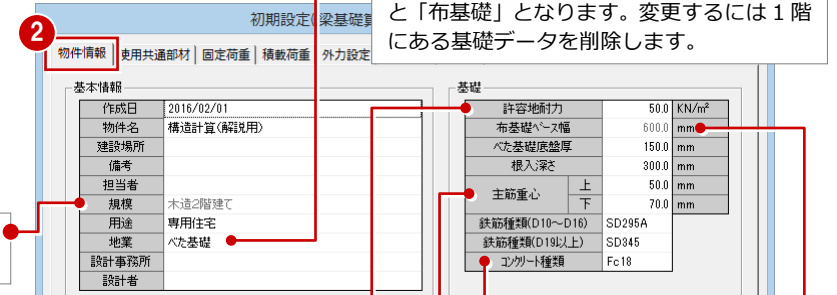 と「布基礎」となります。変更するには1階
にある基礎データを削除します。
初期設定(梁基礎算
2
物件情報 使用共通部材 固定荷重 積載荷重 外力設定
基本情報
作成日 2016/02/01
物件名 構造計算(解説用)
建設場所
備考
担当者
規模 木造2階建て
用途 専用住宅
地業 べた基礎
設計事務所
設計者
基礎
許容地耐力 50.0 KN/m²
布基礎ベース幅 600.0 mm
べた基礎底盤厚 150.0 mm
根入深さ 300.0 mm
主筋重心 上 50.0 mm
下 70.0 mm
鉄筋種類(D10~D16) SD295A
鉄筋種類(D19以上) SD345
コンクリート種類 Fc18